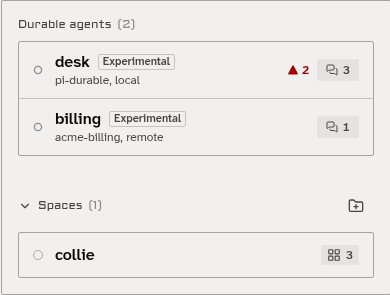 Durable agents (2)
desk Experimental 2 3
pi-durable, local
billing Experimental 1
acme-billing, remote
Spaces (1)
collie 3